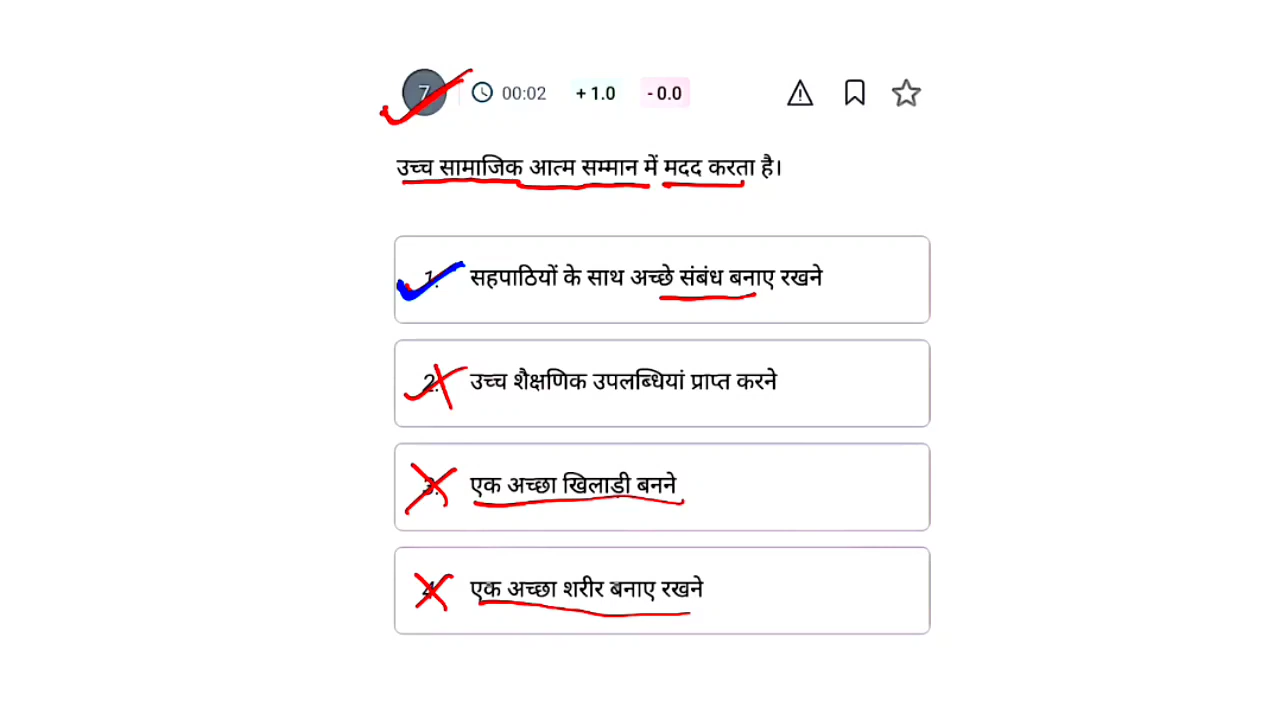 7 00:02 + 1.0 - 0.0
उच्च सामाजिक आत्म सम्मान में मदद करता है।
1. सहपाठियों के साथ अच्छे संबंध बनाए रखने
2. उच्च शैक्षणिक उपलब्धियां प्राप्त करने
3. एक अच्छा खिलाडी बनने
4. एक अच्छा शरीर बनाए रखने